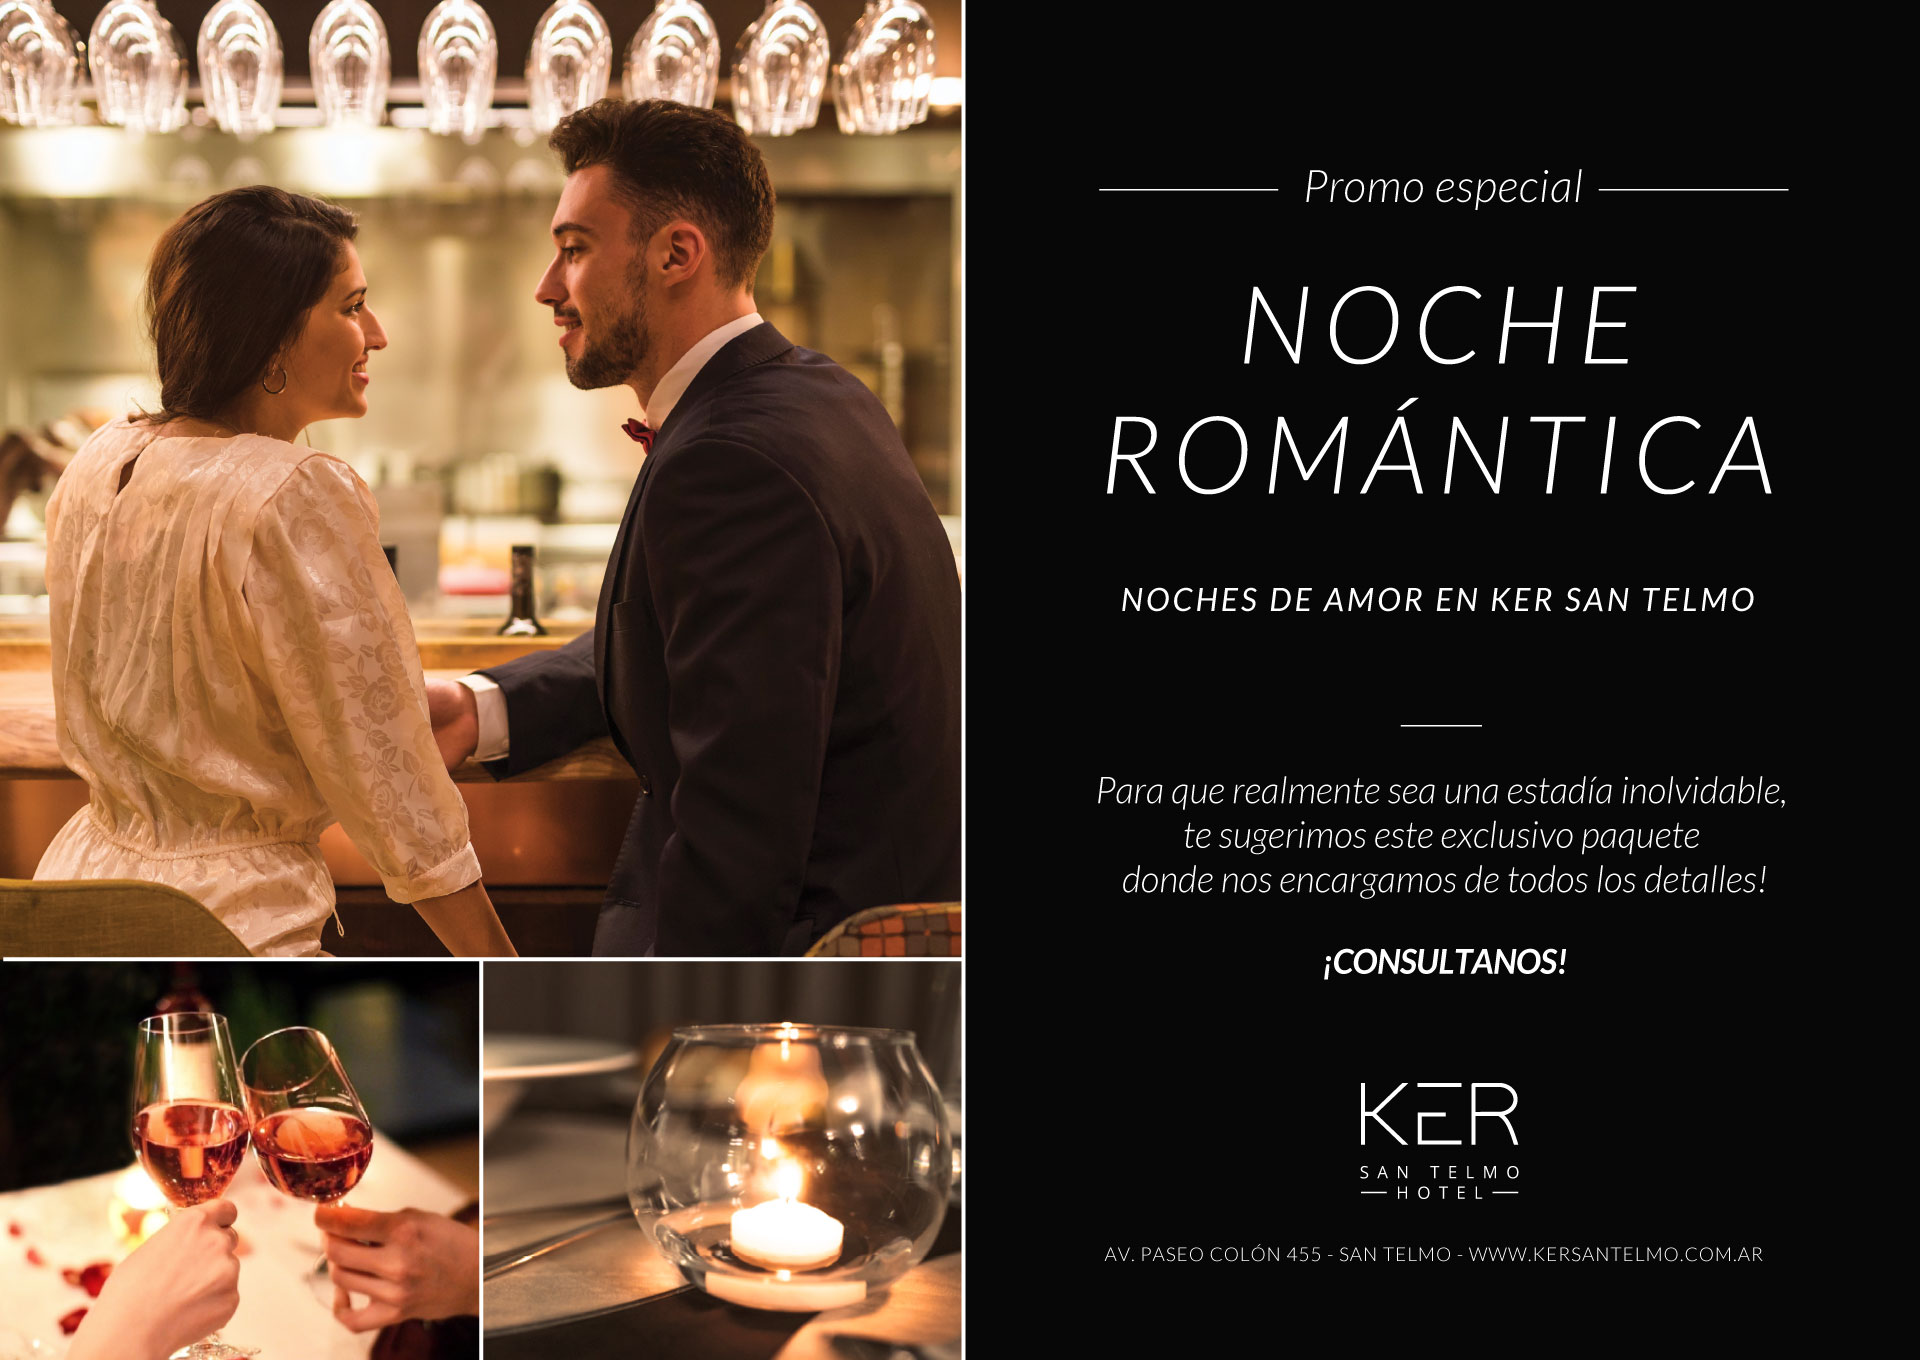 Promo especial
NOCHE
ROMÁNTICA
NOCHES DE AMOR EN KER SAN TELMO
Para que realmente sea una estadía inolvidable,
te sugerimos este exclusivo paquete
donde nos encargamos de todos los detalles!
¡CONSULTANOS!
KER
SAN TELMO
HOTEL
AV. PASEO COLÓN 455 - SAN TELMO - WWW.KERSANTELMO.COM.AR